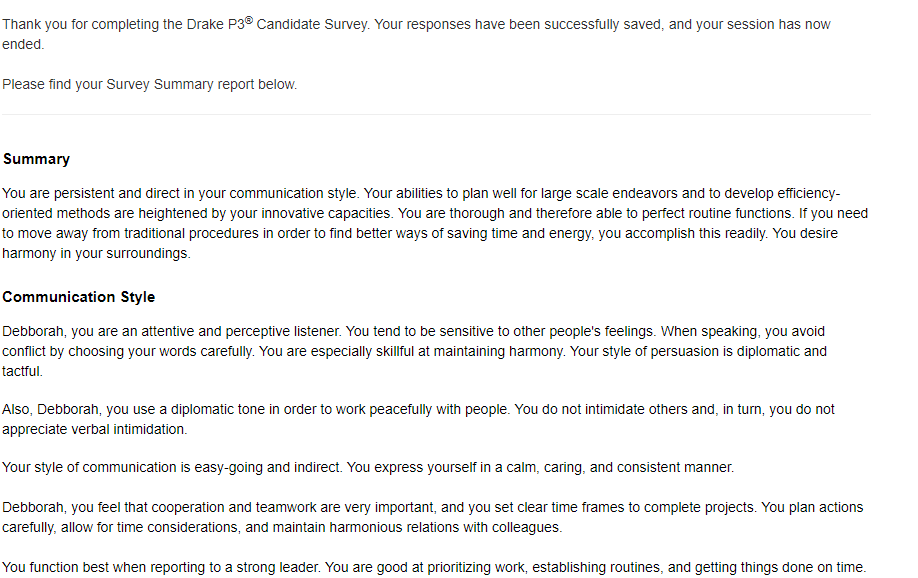 Thank you for completing the Drake P3® Candidate Survey. Your responses have been successfully saved, and your session has now
ended.
Please find your Survey Summary report below.
Summary
You are persistent and direct in your communication style. Your abilities to plan well for large scale endeavors and to develop efficiency-
oriented methods are heightened by your innovative capacities. You are thorough and therefore able to perfect routine functions. If you need
to move away from traditional procedures in order to find better ways of saving time and energy, you accomplish this readily. You desire
harmony in your surroundings.
Communication Style
Debborah, you are an attentive and perceptive listener. You tend to be sensitive to other people's feelings. When speaking, you avoid
conflict by choosing your words carefully. You are especially skillful at maintaining harmony. Your style of persuasion is diplomatic and
tactful.
Also, Debborah, you use a diplomatic tone in order to work peacefully with people. You do not intimidate others and, in turn, you do not
appreciate verbal intimidation.
Your style of communication is easy-going and indirect. You express yourself in a calm, caring, and consistent manner.
Debborah, you feel that cooperation and teamwork are very important, and you set clear time frames to complete projects. You plan actions
carefully, allow for time considerations, and maintain harmonious relations with colleagues.
You function best when reporting to a strong leader. You are good at prioritizing work, establishing routines, and getting things done on time.